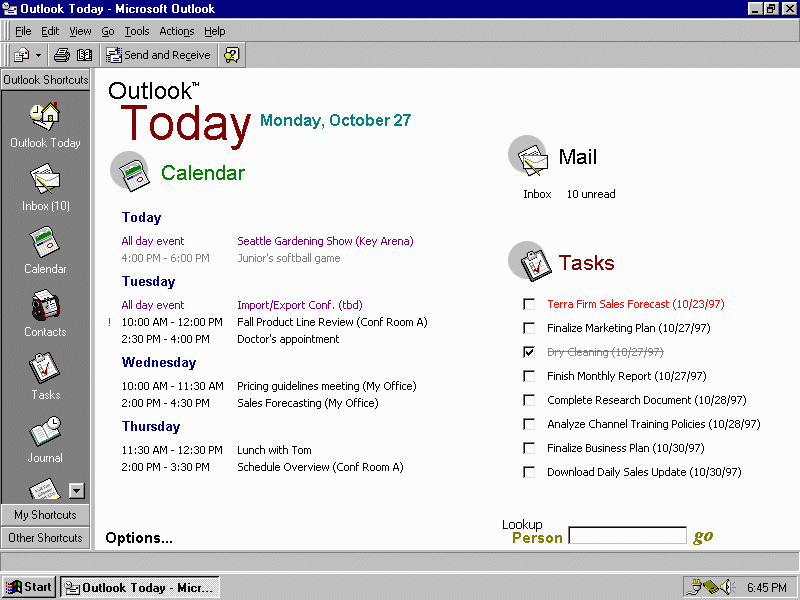 Outlook Today - Microsoft Outlook
File Edit View Go Tools Actions Help
Send and Receive
Outlook Shortcuts
Outlook Today
Inbox (10)
Calendar
Contacts
Tasks
Journal
My Shortcuts
Other Shortcuts
Outlook™
Today Monday, October 27
Calendar
Today
All day event Seattle Gardening Show (Key Arena)
4:00 PM - 6:00 PM Junior's softball game
Tuesday
All day event Import/Export Conf. (tbd)
! 10:00 AM - 12:00 PM Fall Product Line Review (Conf Room A)
2:30 PM - 4:00 PM Doctor's appointment
Wednesday
10:00 AM - 11:30 AM Pricing guidelines meeting (My Office)
2:00 PM - 4:30 PM Sales Forecasting (My Office)
Thursday
11:30 AM - 12:30 PM Lunch with Tom
2:00 PM - 3:30 PM Schedule Overview (Conf Room A)
Options...
Mail
Inbox 10 unread
Tasks
Terra Firm Sales Forecast (10/23/97)
Finalize Marketing Plan (10/27/97)
Dry Cleaning (10/27/97)
Finish Monthly Report (10/27/97)
Complete Research Document (10/28/97)
Analyze Channel Training Policies (10/28/97)
Finalize Business Plan (10/30/97)
Download Daily Sales Update (10/30/97)
Lookup
Person go
Start Outlook Today - Micr... 6:45 PM